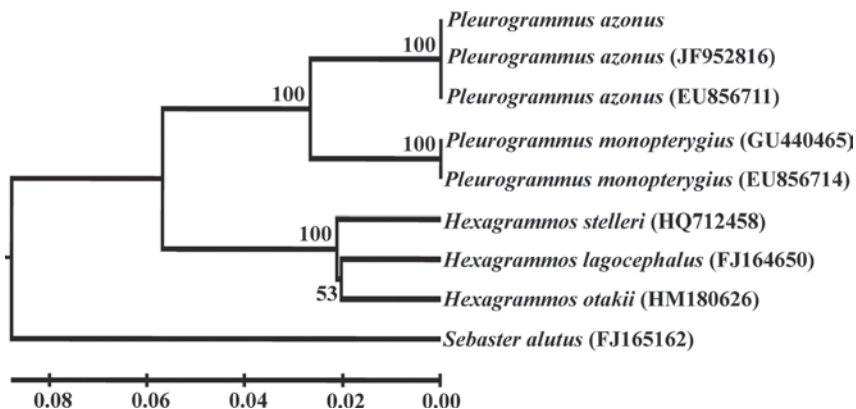 Pleurogrammus azonus
100
Pleurogrammus azonus (JF952816)
Pleurogrammus azonus (EU856711)
100
100
Pleurogrammus monopterygius (GU440465)
Pleurogrammus monopterygius (EU856714)
Hexagrammos stelleri (HQ712458)
100
Hexagrammos lagocephalus (FJ164650)
53
Hexagrammos otakii (HM180626)
Sebaster alutus (FJ165162)
0.08 0.06 0.04 0.02 0.00